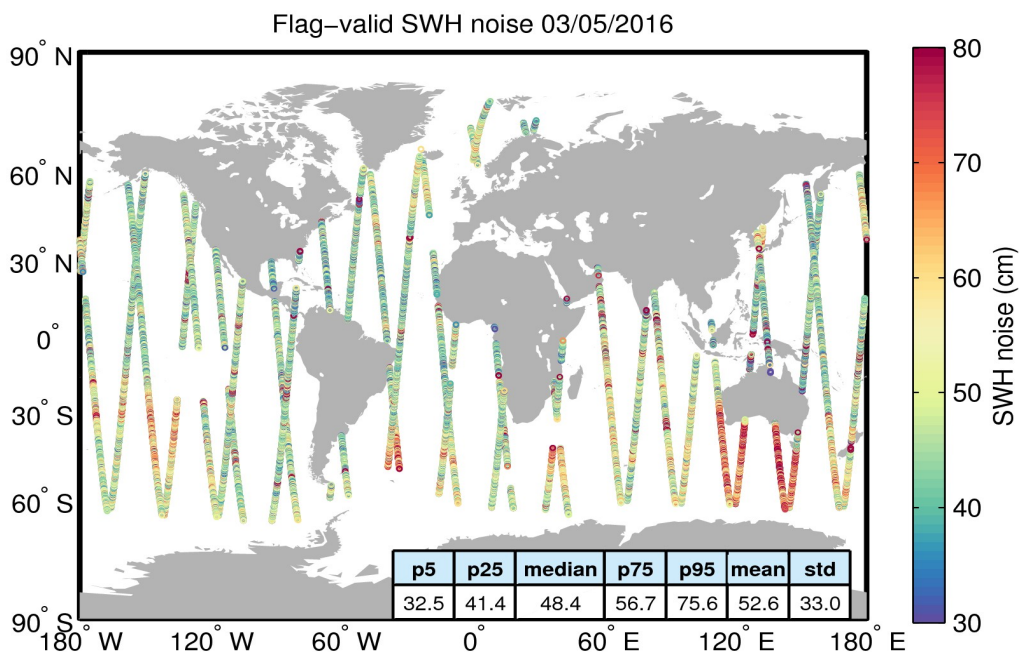 Flag−valid SWH noise 03/05/2016
90° N
60° N
30° N
0°
30° S
60° S
90° S
180° W
120° W
60° W
0°
60° E
120° E
180° E
p5 p25 median p75 p95 mean std
32.5 41.4 48.4 56.7 75.6 52.6 33.0
80
70
60
50
40
30
SWH noise (cm)